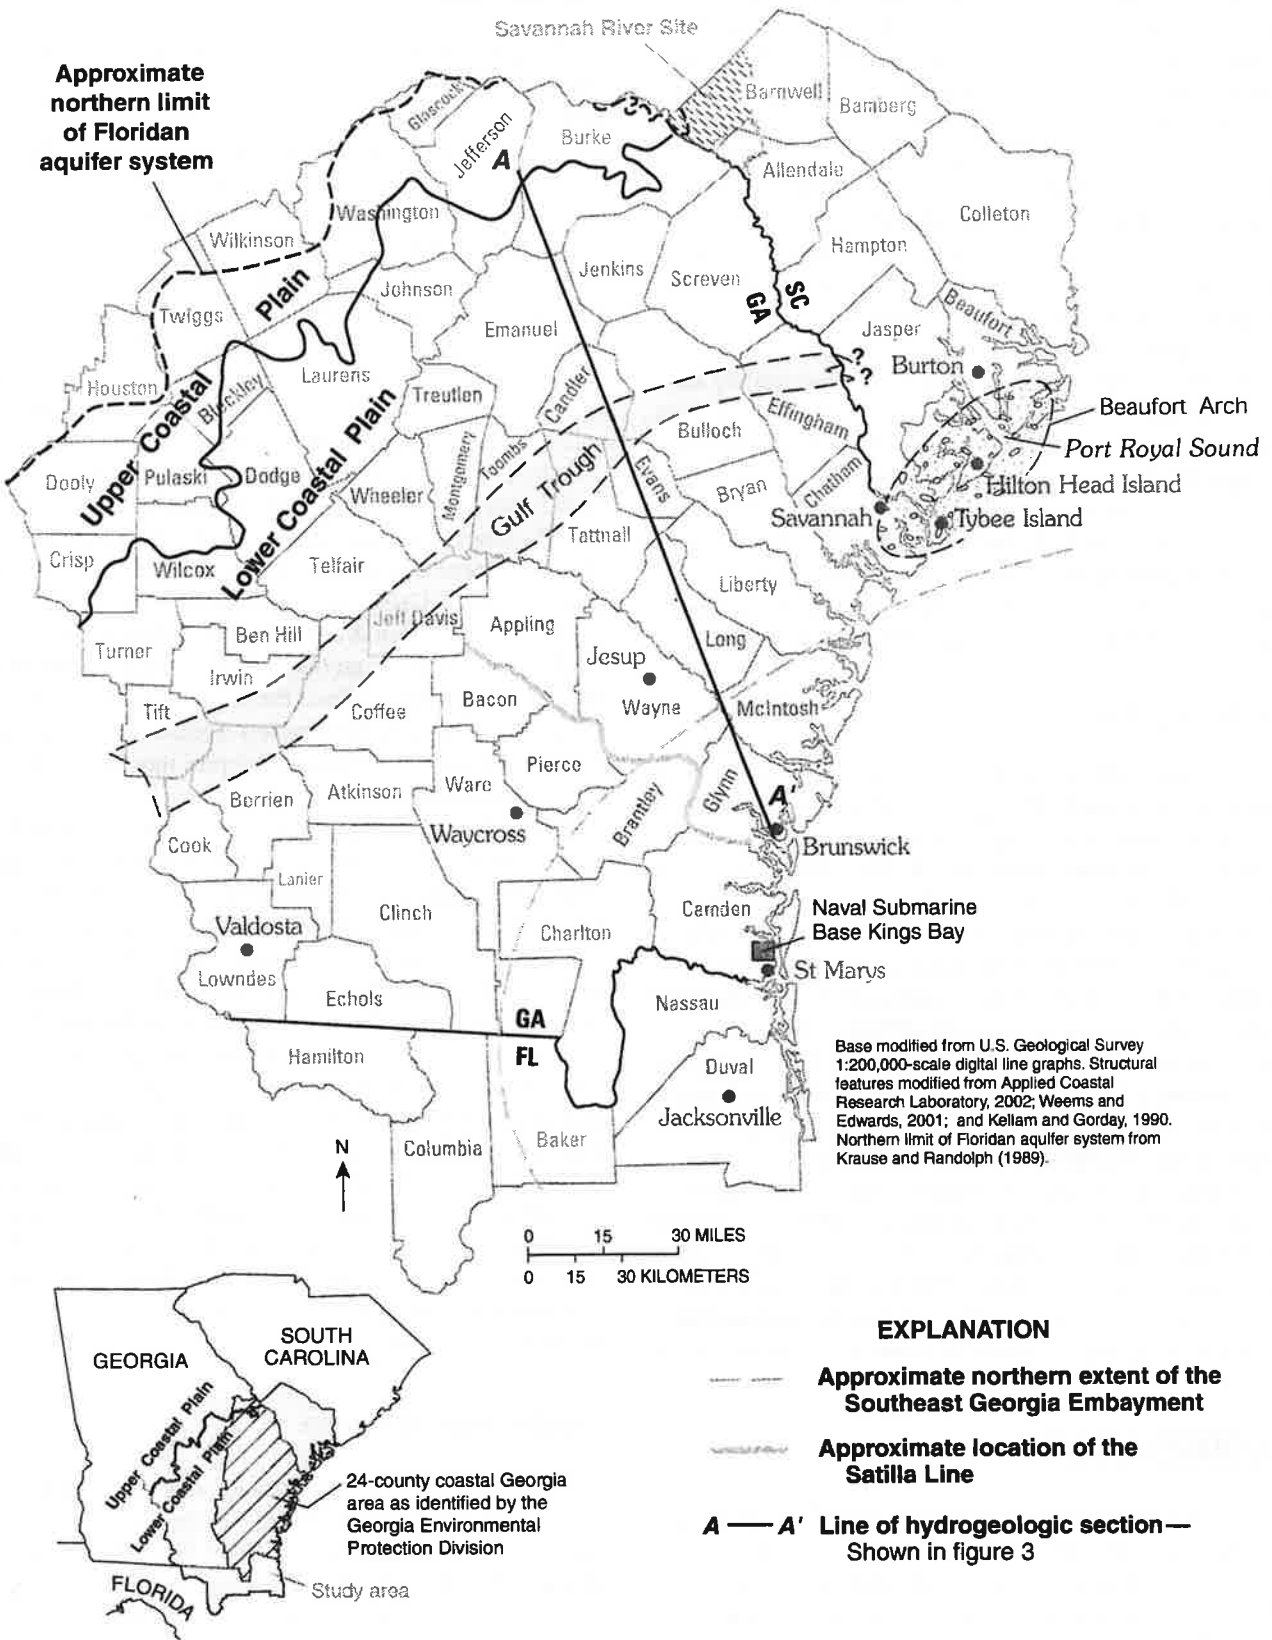 Savannah River Site
Approximate
northern limit
of Floridan
aquifer system
Glascock
Jefferson
A
Burke
Barnwell
Bamberg
Allendale
Colleton
Washington
Wilkinson
Hampton
Jenkins
Screven
Plain
Twiggs
Johnson
SC
GA
Beaufort
Emanuel
Jasper
Burton
?
?
Houston
Laurens
Bleckley
Treutlen
Candler
Effingham
Beaufort Arch
Upper Coastal
Lower Coastal Plain
Bulloch
Port Royal Sound
Dooly
Pulaski
Dodge
Wheeler
Montgomery
Toombs
Gulf Trough
Evans
Bryan
Chatham
Hilton Head Island
Savannah
Tybee Island
Tattnall
Crisp
Wilcox
Telfair
Liberty
Jeff Davis
Appling
Turner
Ben Hill
Long
Jesup
Irwin
Bacon
Wayne
McIntosh
Tift
Coffee
Pierce
Ware
Glynn
A'
Berrien
Atkinson
Brantley
Waycross
Cook
Brunswick
Lanier
Clinch
Camden
Naval Submarine
Base Kings Bay
Valdosta
Charlton
St Marys
Lowndes
Echols
Nassau
GA
FL
Hamilton
Duval
Jacksonville
Base modified from U.S. Geological Survey
1:200,000-scale digital line graphs. Structural
features modified from Applied Coastal
Research Laboratory, 2002; Weems and
Edwards, 2001; and Kellam and Gorday, 1990.
Northern limit of Floridan aquifer system from
Krause and Randolph (1989).
Columbia
Baker
N
0 15 30 MILES
0 15 30 KILOMETERS
GEORGIA
SOUTH
CAROLINA
Upper Coastal Plain
Lower Coastal Plain
24-county coastal Georgia
area as identified by the
Georgia Environmental
Protection Division
FLORIDA
Study area
EXPLANATION
Approximate northern extent of the
Southeast Georgia Embayment
Approximate location of the
Satilla Line
A — A' Line of hydrogeologic section—
Shown in figure 3